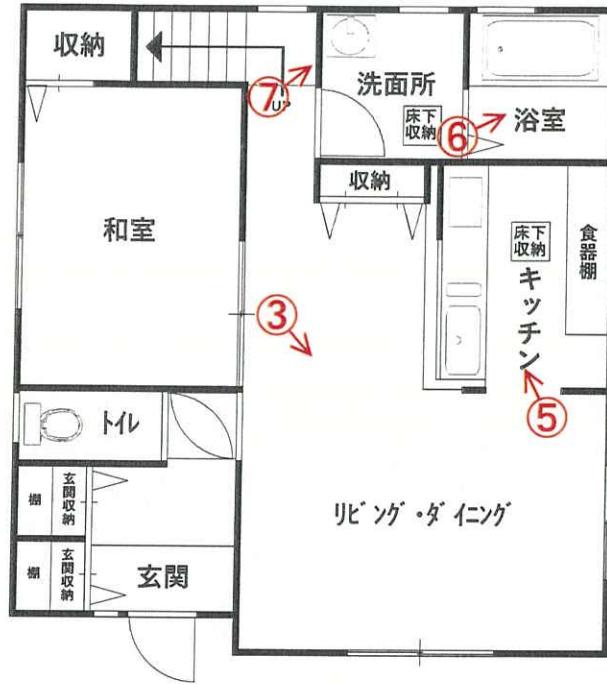 収納
洗面所
⑦
UP
床下
収納
⑥
浴室
和室
収納
床下
収納
食器棚
キッチン
③
⑤
トイレ
棚
玄関収納
リビング・ダイニング
棚
玄関収納
玄関